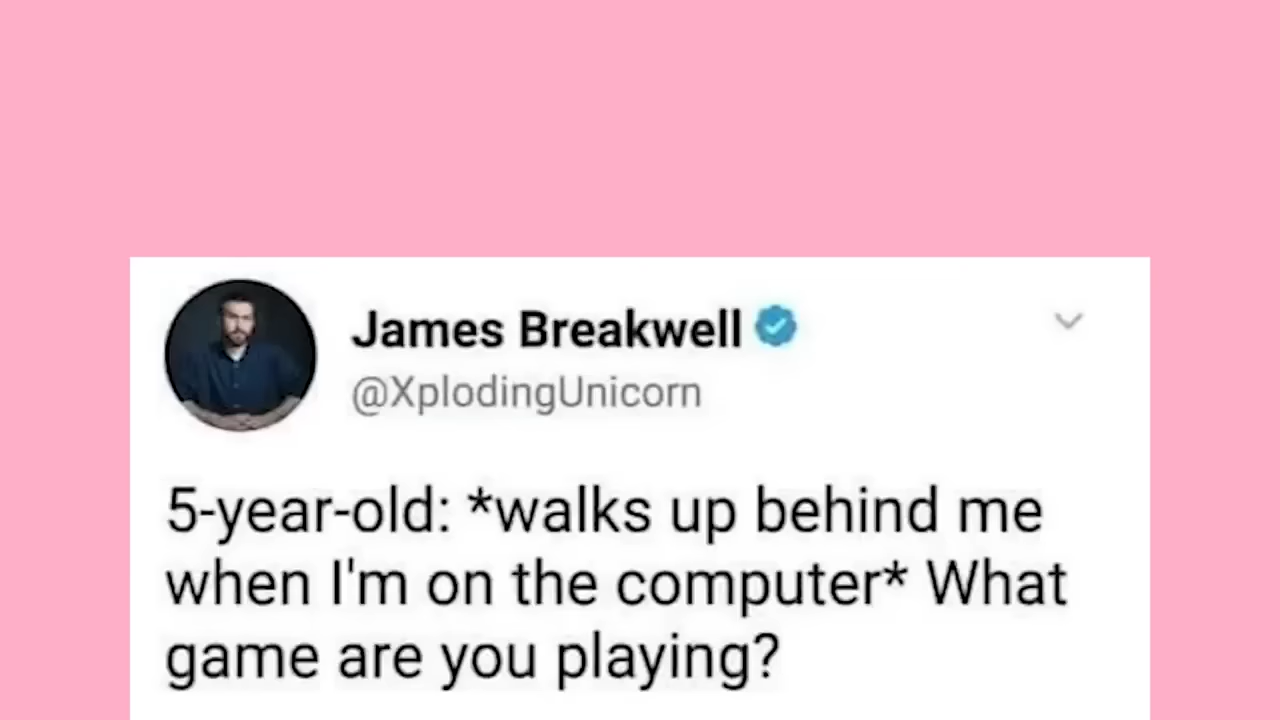 James Breakwell
@XplodingUnicorn
5-year-old: *walks up behind me
when I'm on the computer* What
game are you playing?